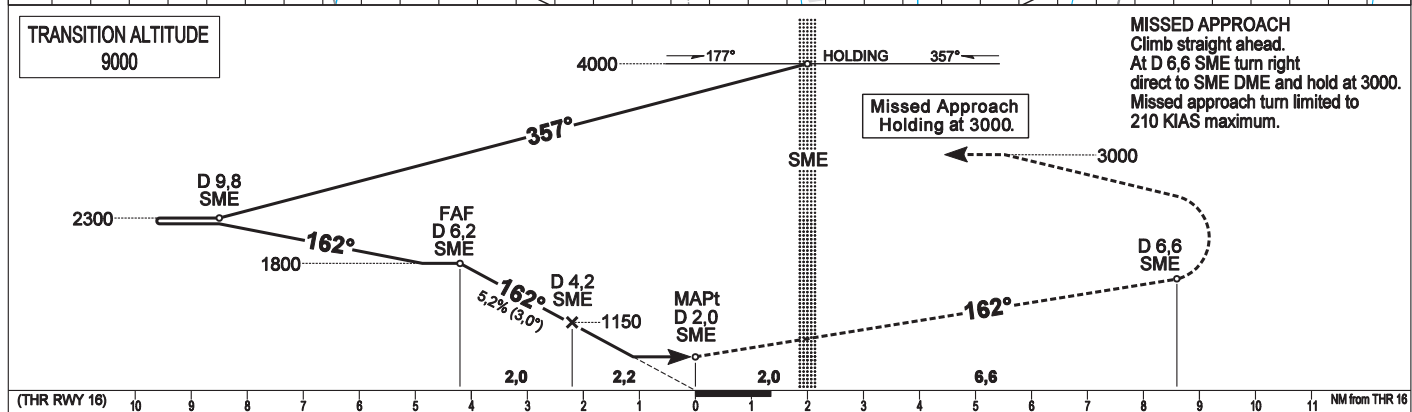 TRANSITION ALTITUDE
9000
4000
177°
HOLDING
357°
MISSED APPROACH
Climb straight ahead.
At D 6,6 SME turn right
direct to SME DME and hold at 3000.
Missed approach turn limited to
210 KIAS maximum.
Missed Approach
Holding at 3000.
357°
SME
3000
D 9,8
SME
2300
162°
FAF
D 6,2
SME
1800
162°
5,2% (3,0°)
D 4,2
SME
1150
MAPt
D 2,0
SME
D 6,6
SME
162°
2,0
2,2
2,0
6,6
(THR RWY 16)
10 9 8 7 6 5 4 3 2 1 0 1 2 3 4 5 6 7 8 9 10 11
NM from THR 16